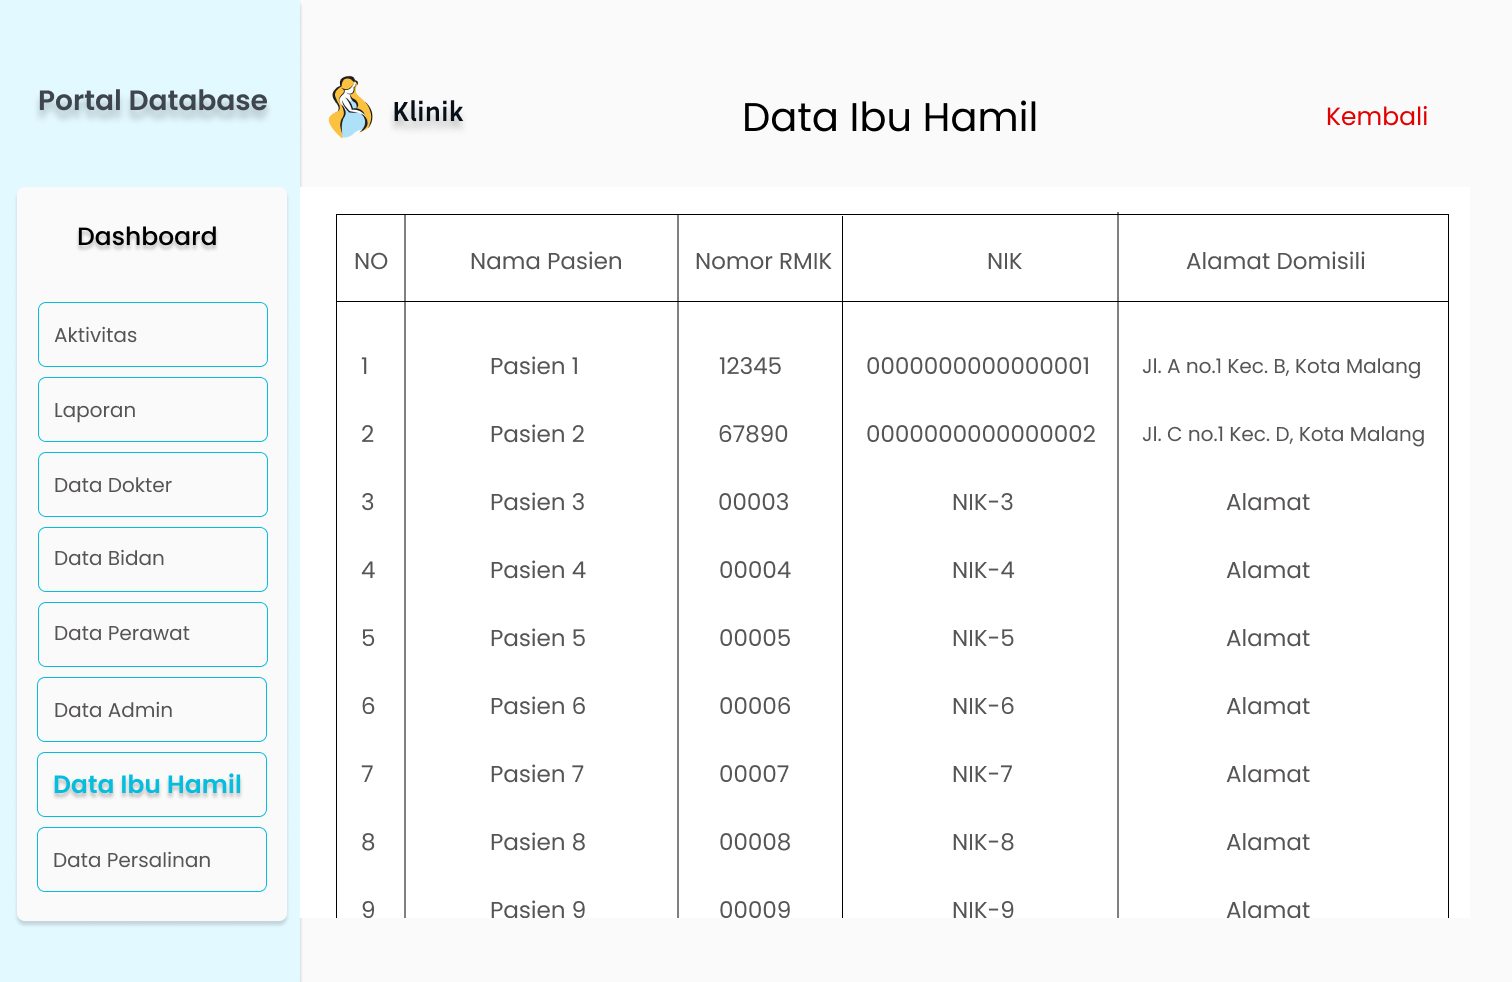 Portal Database
Klinik
Data Ibu Hamil
Kembali
Dashboard
Aktivitas
Laporan
Data Dokter
Data Bidan
Data Perawat
Data Admin
Data Ibu Hamil
Data Persalinan
NO Nama Pasien Nomor RMIK NIK Alamat Domisili
1 Pasien 1 12345 0000000000000001 Jl. A no.1 Kec. B, Kota Malang
2 Pasien 2 67890 0000000000000002 Jl. C no.1 Kec. D, Kota Malang
3 Pasien 3 00003 NIK-3 Alamat
4 Pasien 4 00004 NIK-4 Alamat
5 Pasien 5 00005 NIK-5 Alamat
6 Pasien 6 00006 NIK-6 Alamat
7 Pasien 7 00007 NIK-7 Alamat
8 Pasien 8 00008 NIK-8 Alamat
9 Pasien 9 00009 NIK-9 Alamat